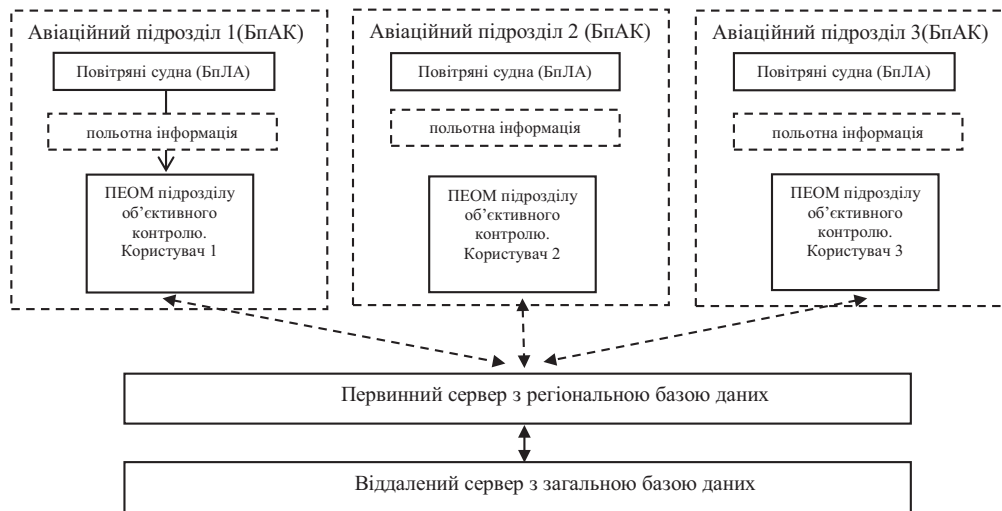 Авіаційний підрозділ 1(БпАК)
Повітряні судна (БпЛА)
польотна інформація
ПЕОМ підрозділу
об’єктивного
контролю.
Користувач 1
Авіаційний підрозділ 2 (БпАК)
Повітряні судна (БпЛА)
польотна інформація
ПЕОМ підрозділу
об’єктивного
контролю.
Користувач 2
Авіаційний підрозділ 3(БпАК)
Повітряні судна (БпЛА)
польотна інформація
ПЕОМ підрозділу
об’єктивного
контролю.
Користувач 3
Первинний сервер з регіональною базою даних
Віддалений сервер з загальною базою даних